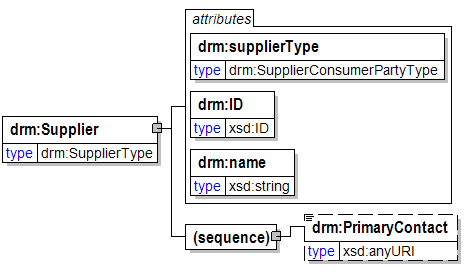 attributes
drm:supplierType
type drm:SupplierConsumerPartyType
drm:ID
type xsd:ID
drm:Supplier
type drm:SupplierType
drm:name
type xsd:string
(sequence)
drm:PrimaryContact
type xsd:anyURI